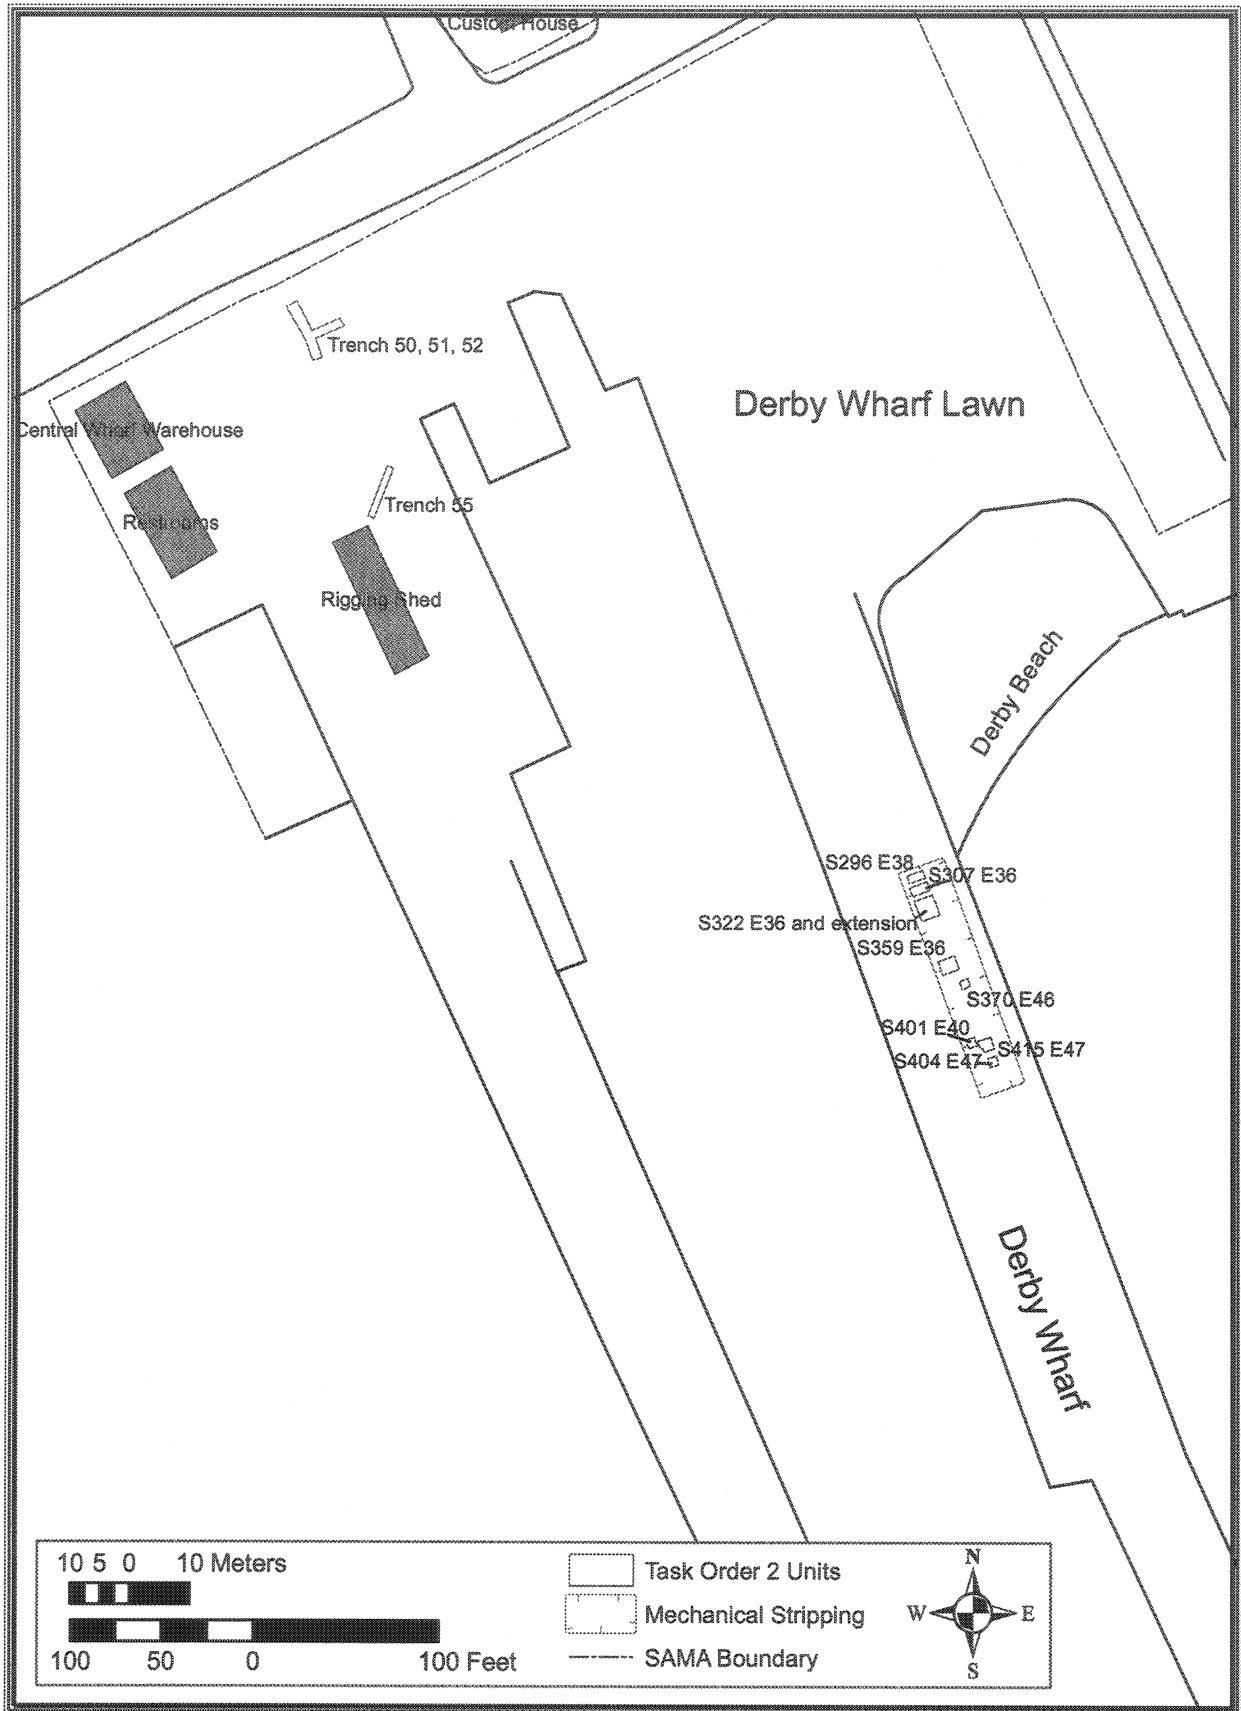 Custom House
Trench 50, 51, 52
Derby Wharf Lawn
Central Wharf Warehouse
Trench 55
Restrooms
Rigging Shed
Derby Beach
S296 E38
S307 E36
S322 E36 and extension
S359 E36
S370 E46
S401 E40
S415 E47
S404 E47
Derby Wharf
10 5 0 10 Meters
100 50 0 100 Feet
Task Order 2 Units
Mechanical Stripping
SAMA Boundary
N
W E
S